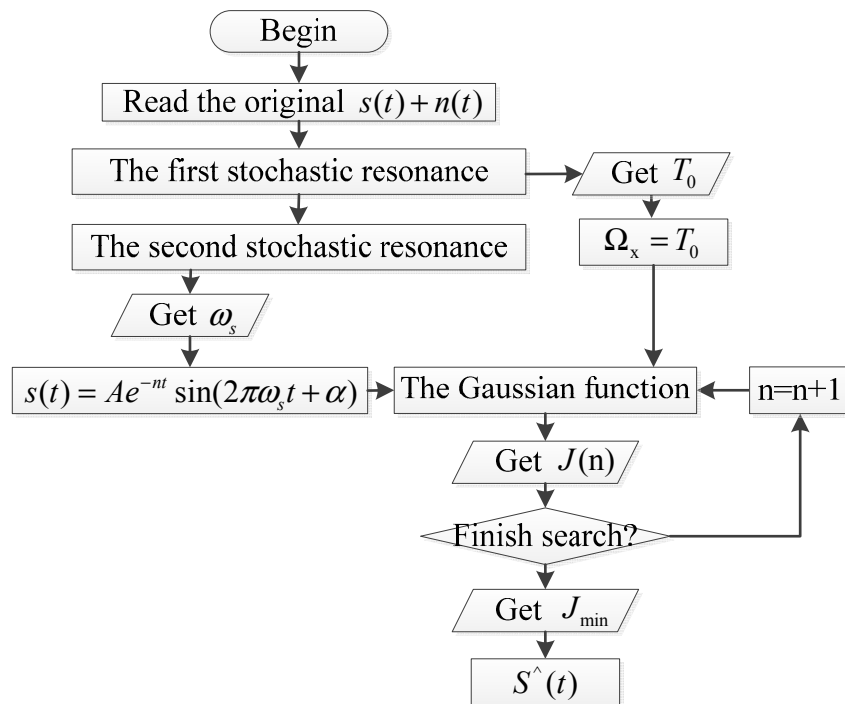 Begin
Read the original s(t)+n(t)
The first stochastic resonance
Get T₀
The second stochastic resonance
Ωₓ = T₀
Get ωₛ
s(t) = Ae⁻ⁿᵗ sin(2πωₛt + α)
The Gaussian function
n=n+1
Get J(n)
Finish search?
Get J_min
S^(t)